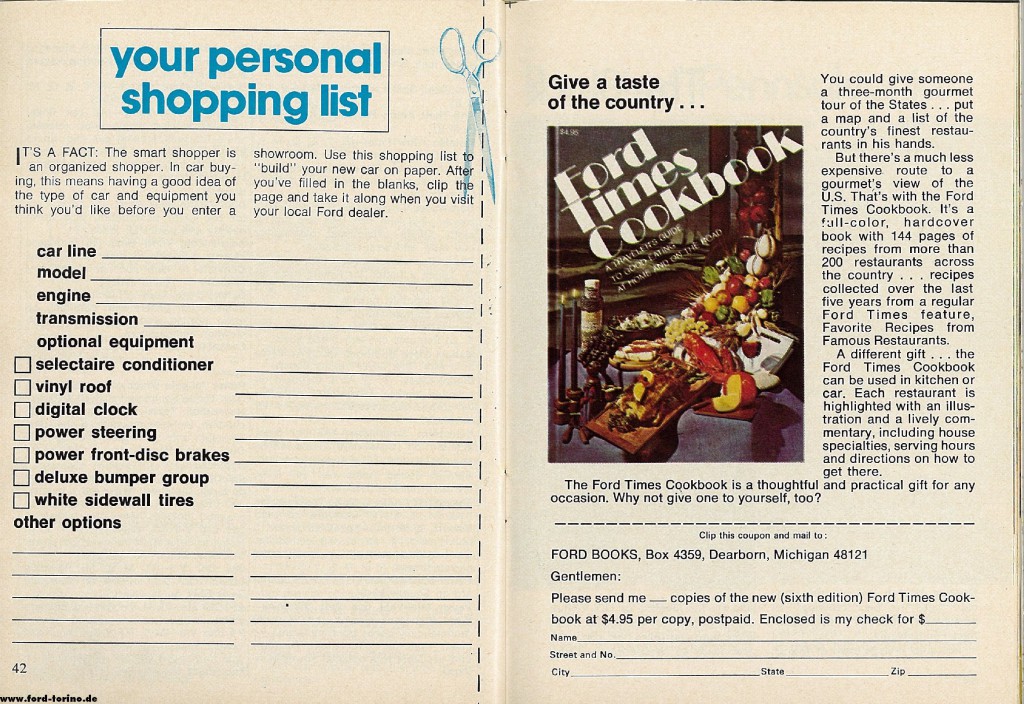 your personal
shopping list
IT'S A FACT: The smart shopper is
an organized shopper. In car buy-
ing, this means having a good idea of
the type of car and equipment you
think you'd like before you enter a
showroom. Use this shopping list to
"build" your new car on paper. After
you've filled in the blanks, clip the
page and take it along when you visit
your local Ford dealer.
car line
model
engine
transmission
optional equipment
selectaire conditioner
vinyl roof
digital clock
power steering
power front-disc brakes
deluxe bumper group
white sidewall tires
other options
42
www.ford-torino.de
Give a taste
of the country . . .
$4.95
Ford
Times
Cookbook
A TRAVELER'S GUIDE
TO GOOD EATING
AT HOME AND ON THE ROAD
You could give someone
a three-month gourmet
tour of the States . . . put
a map and a list of the
country's finest restau-
rants in his hands.
But there's a much less
expensive route to a
gourmet's view of the
U.S. That's with the Ford
Times Cookbook. It's a
full-color, hardcover
book with 144 pages of
recipes from more than
200 restaurants across
the country . . . recipes
collected over the last
five years from a regular
Ford Times feature,
Favorite Recipes from
Famous Restaurants.
A different gift . . . the
Ford Times Cookbook
can be used in kitchen or
car. Each restaurant is
highlighted with an illus-
tration and a lively com-
mentary, including house
specialties, serving hours
and directions on how to
get there.
The Ford Times Cookbook is a thoughtful and practical gift for any
occasion. Why not give one to yourself, too?
Clip this coupon and mail to:
FORD BOOKS, Box 4359, Dearborn, Michigan 48121
Gentlemen:
Please send me __ copies of the new (sixth edition) Ford Times Cook-
book at $4.95 per copy, postpaid. Enclosed is my check for $______
Name
Street and No.
City State Zip